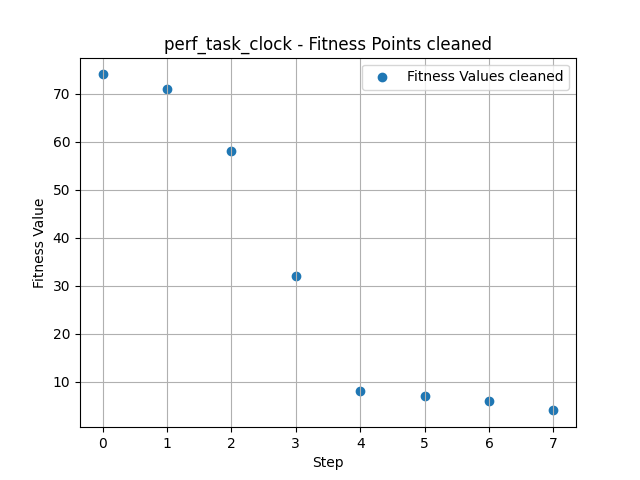 perf_task_clock - Fitness Points cleaned
Fitness Values cleaned
Fitness Value
70
60
50
40
30
20
10
0 1 2 3 4 5 6 7
Step